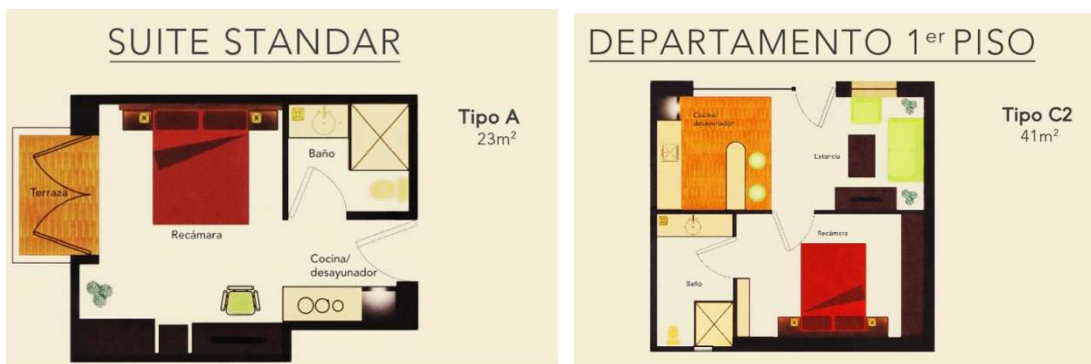 SUITE STANDAR
Tipo A
23m²
Baño
Terraza
Recámara
Cocina/
desayunador
DEPARTAMENTO 1er PISO
Tipo C2
41m²
Cocina/
desayunador
Estancia
Recámara
Baño